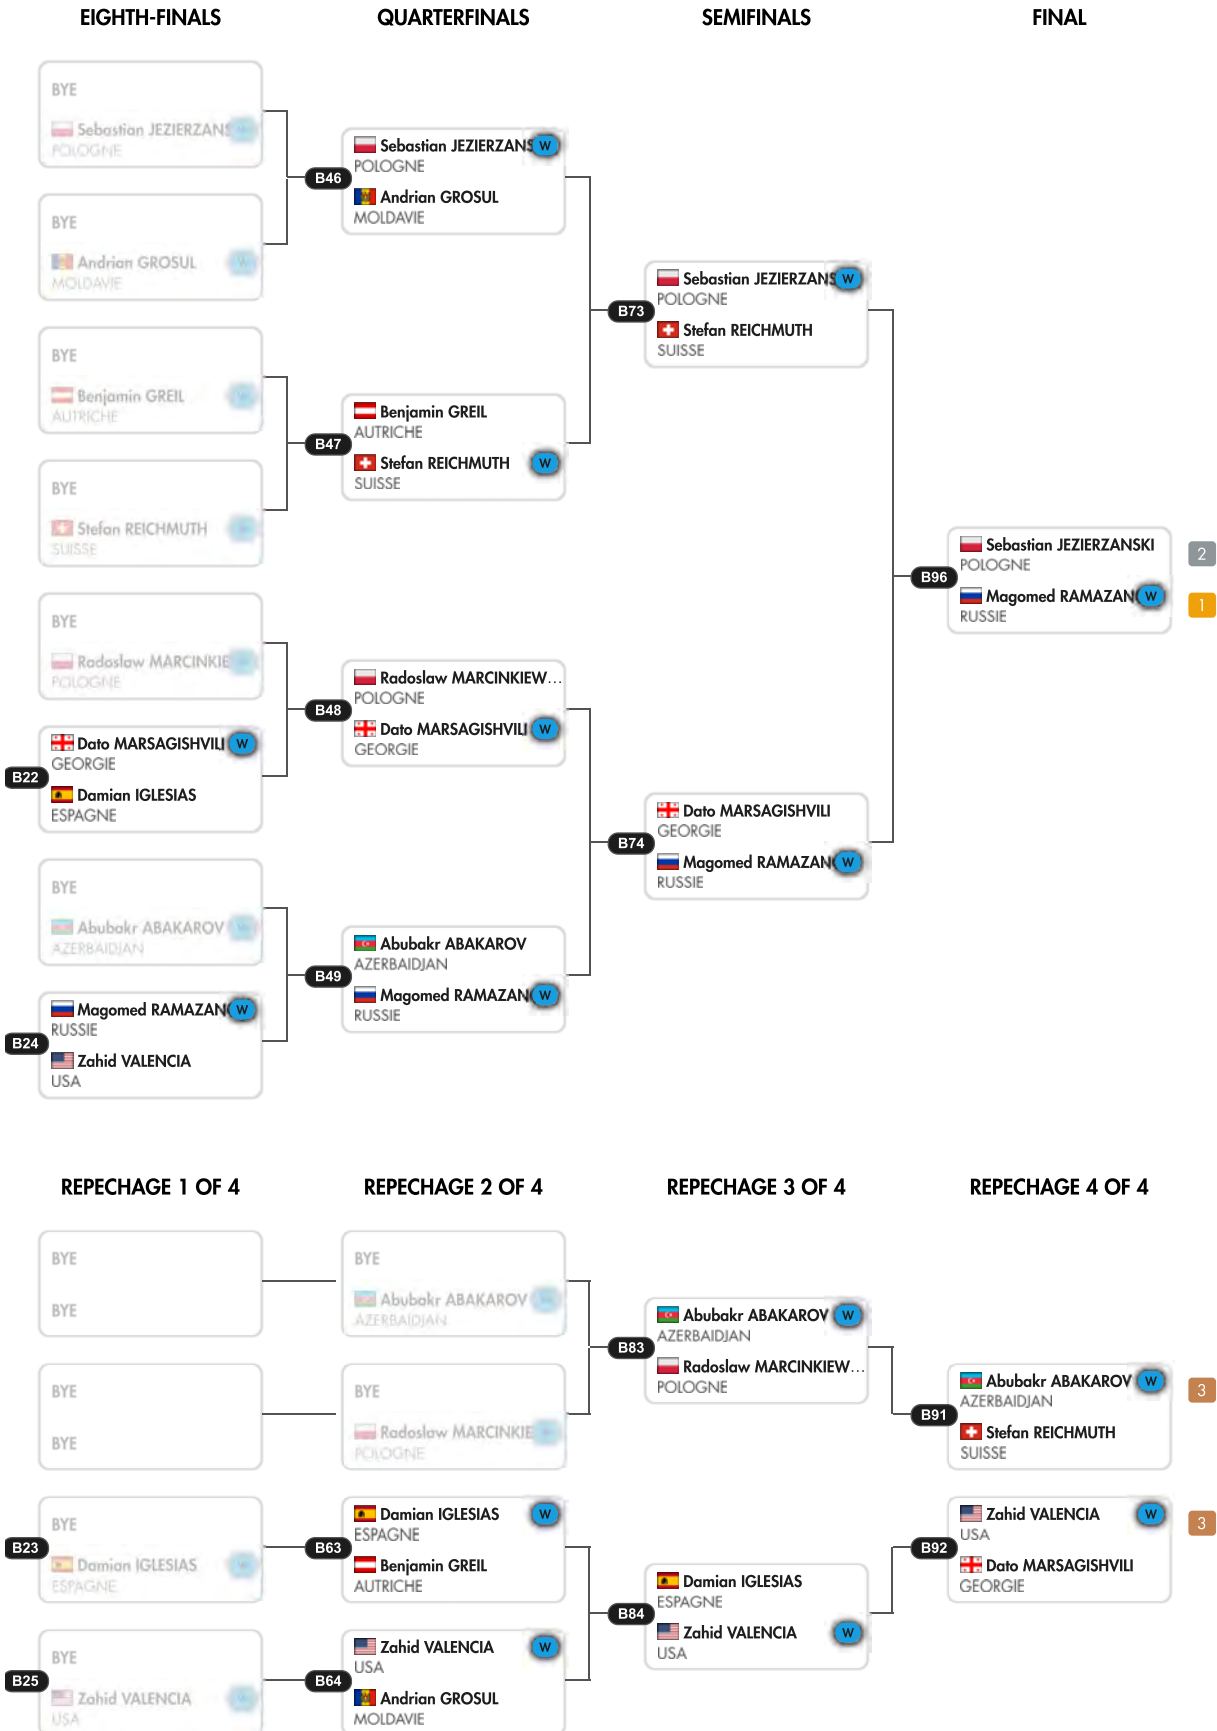 EIGHTH-FINALS QUARTERFINALS SEMIFINALS FINAL
BYE
Sebastian JEZIERZANS
POLOGNE
BYE
Andrian GROSUL
MOLDAVIE
BYE
Benjamin GREIL
AUTRICHE
BYE
Stefan REICHMUTH
SUISSE
BYE
Radoslaw MARCINKIE
POLOGNE
B22
Dato MARSAGISHVILI W
GEORGIE
Damian IGLESIAS
ESPAGNE
BYE
Abubakr ABAKAROV
AZERBAIDJAN
B24
Magomed RAMAZAN W
RUSSIE
Zahid VALENCIA
USA
B46
Sebastian JEZIERZANS W
POLOGNE
Andrian GROSUL
MOLDAVIE
B47
Benjamin GREIL
AUTRICHE
Stefan REICHMUTH W
SUISSE
B48
Radoslaw MARCINKIEW...
POLOGNE
Dato MARSAGISHVILI W
GEORGIE
B49
Abubakr ABAKAROV
AZERBAIDJAN
Magomed RAMAZAN W
RUSSIE
B73
Sebastian JEZIERZANS W
POLOGNE
Stefan REICHMUTH
SUISSE
B74
Dato MARSAGISHVILI
GEORGIE
Magomed RAMAZAN W
RUSSIE
B96
Sebastian JEZIERZANSKI 2
POLOGNE
Magomed RAMAZAN W 1
RUSSIE
REPECHAGE 1 OF 4 REPECHAGE 2 OF 4 REPECHAGE 3 OF 4 REPECHAGE 4 OF 4
BYE
BYE
BYE
BYE
B23
BYE
Damian IGLESIAS
ESPAGNE
B25
BYE
Zahid VALENCIA
USA
BYE
Abubakr ABAKAROV
AZERBAIDJAN
BYE
Radoslaw MARCINKIE
POLOGNE
B63
Damian IGLESIAS W
ESPAGNE
Benjamin GREIL
AUTRICHE
B64
Zahid VALENCIA W
USA
Andrian GROSUL
MOLDAVIE
B83
Abubakr ABAKAROV W
AZERBAIDJAN
Radoslaw MARCINKIEW...
POLOGNE
B84
Damian IGLESIAS
ESPAGNE
Zahid VALENCIA W
USA
B91
Abubakr ABAKAROV W 3
AZERBAIDJAN
Stefan REICHMUTH
SUISSE
B92
Zahid VALENCIA W 3
USA
Dato MARSAGISHVILI
GEORGIE